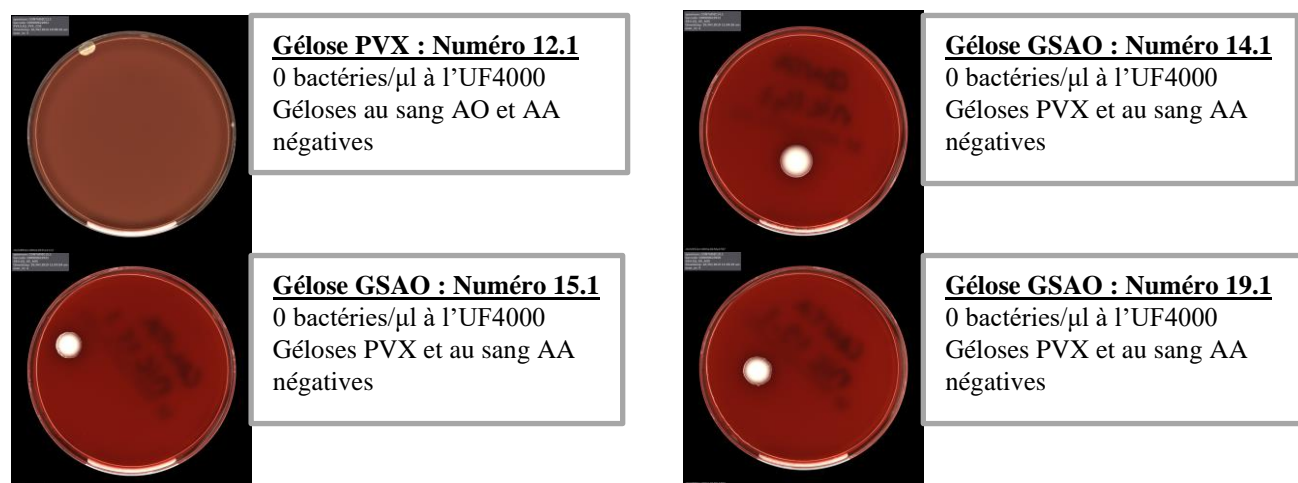 Gélose PVX : Numéro 12.1
0 bactéries/µl à l'UF4000
Géloses au sang AO et AA
négatives
Gélose GSAO : Numéro 14.1
0 bactéries/µl à l'UF4000
Géloses PVX et au sang AA
négatives
Gélose GSAO : Numéro 15.1
0 bactéries/µl à l'UF4000
Géloses PVX et au sang AA
négatives
Gélose GSAO : Numéro 19.1
0 bactéries/µl à l'UF4000
Géloses PVX et au sang AA
négatives